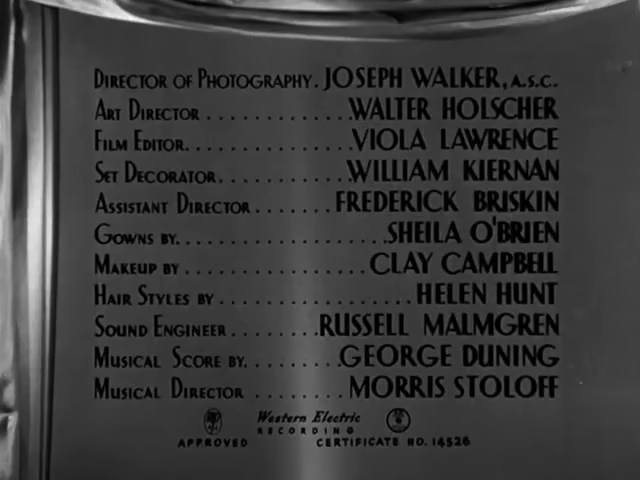 DIRECTOR OF PHOTOGRAPHY. JOSEPH WALKER, A.S.C.
ART DIRECTOR . . . . . . . . . . . . . WALTER HOLSCHER
FILM EDITOR. . . . . . . . . . . . . . VIOLA LAWRENCE
SET DECORATOR. . . . . . . . . . . WILLIAM KIERNAN
ASSISTANT DIRECTOR . . . . . . . FREDERICK BRISKIN
GOWNS BY. . . . . . . . . . . . . . . . . . SHEILA O'BRIEN
MAKEUP BY . . . . . . . . . . . . . . . . CLAY CAMPBELL
HAIR STYLES BY . . . . . . . . . . . . . . . . . HELEN HUNT
SOUND ENGINEER . . . . . . . . RUSSELL MALMGREN
MUSICAL SCORE BY. . . . . . . . . GEORGE DUNING
MUSICAL DIRECTOR . . . . . . . . . MORRIS STOLOFF
Western Electric
RECORDING
APPROVED CERTIFICATE NO. 14526